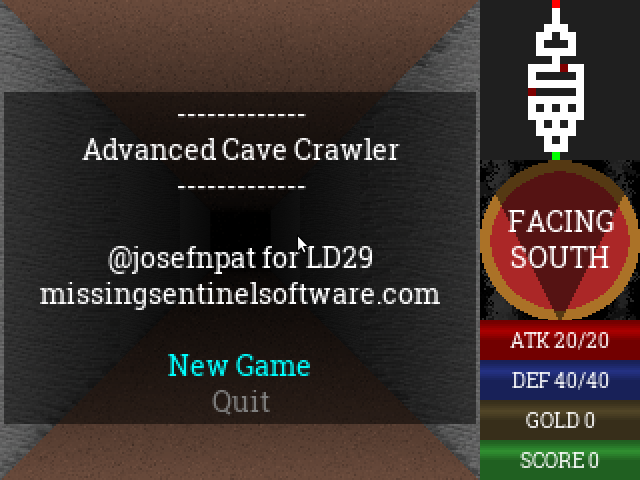 -------------
Advanced Cave Crawler
-------------
@josefnpat for LD29
missingsentinelsoftware.com
New Game
Quit
FACING
SOUTH
ATK 20/20
DEF 40/40
GOLD 0
SCORE 0